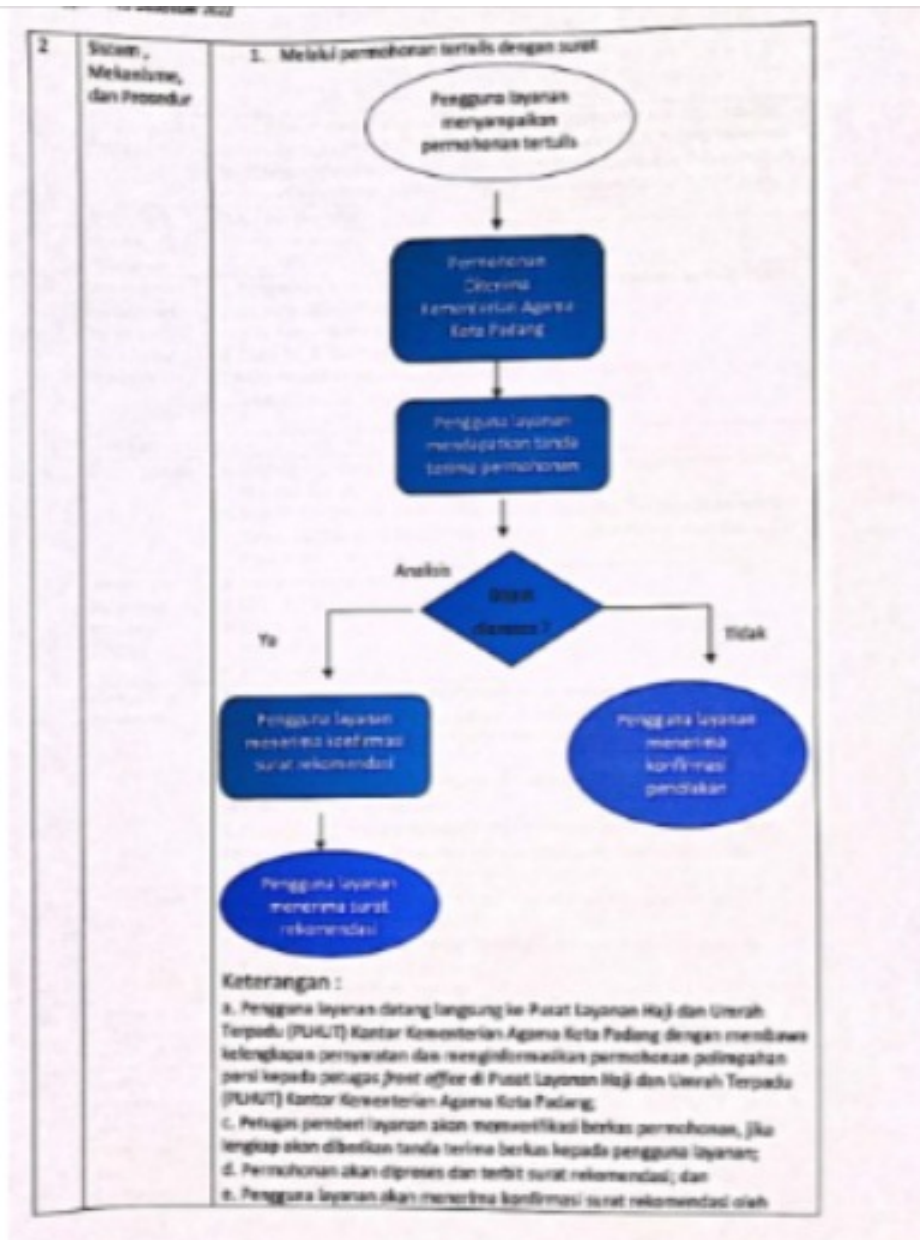 2022
2
Sistem,
Mekanisme,
dan Prosedur
1. Melalui permohonan tertulis dengan surat
Pengguna layanan
menyampaikan
permohonan tertulis
Permohonan
Diterima
Kementerian Agama
Kota Padang
Pengguna layanan
mendapatkan tanda
terima permohonan
Analisis
Dapat
diproses ?
Ya
Tidak
Pengguna layanan
menerima konfirmasi
surat rekomendasi
Pengguna layanan
menerima
konfirmasi
penolakan
Pengguna layanan
menerima surat
rekomendasi
Keterangan :
a. Pengguna layanan datang langsung ke Pusat Layanan Haji dan Umrah
Terpadu (PLHUT) Kantor Kementerian Agama Kota Padang dengan membawa
kelengkapan persyaratan dan menginformasikan permohonan pelimpahan
porsi kepada petugas front office di Pusat Layanan Haji dan Umrah Terpadu
(PLHUT) Kantor Kementerian Agama Kota Padang;
c. Petugas pemberi layanan akan memverifikasi berkas permohonan, jika
lengkap akan diberikan tanda terima berkas kepada pengguna layanan;
d. Permohonan akan diproses dan terbit surat rekomendasi; dan
e. Pengguna layanan akan menerima konfirmasi surat rekomendasi oleh